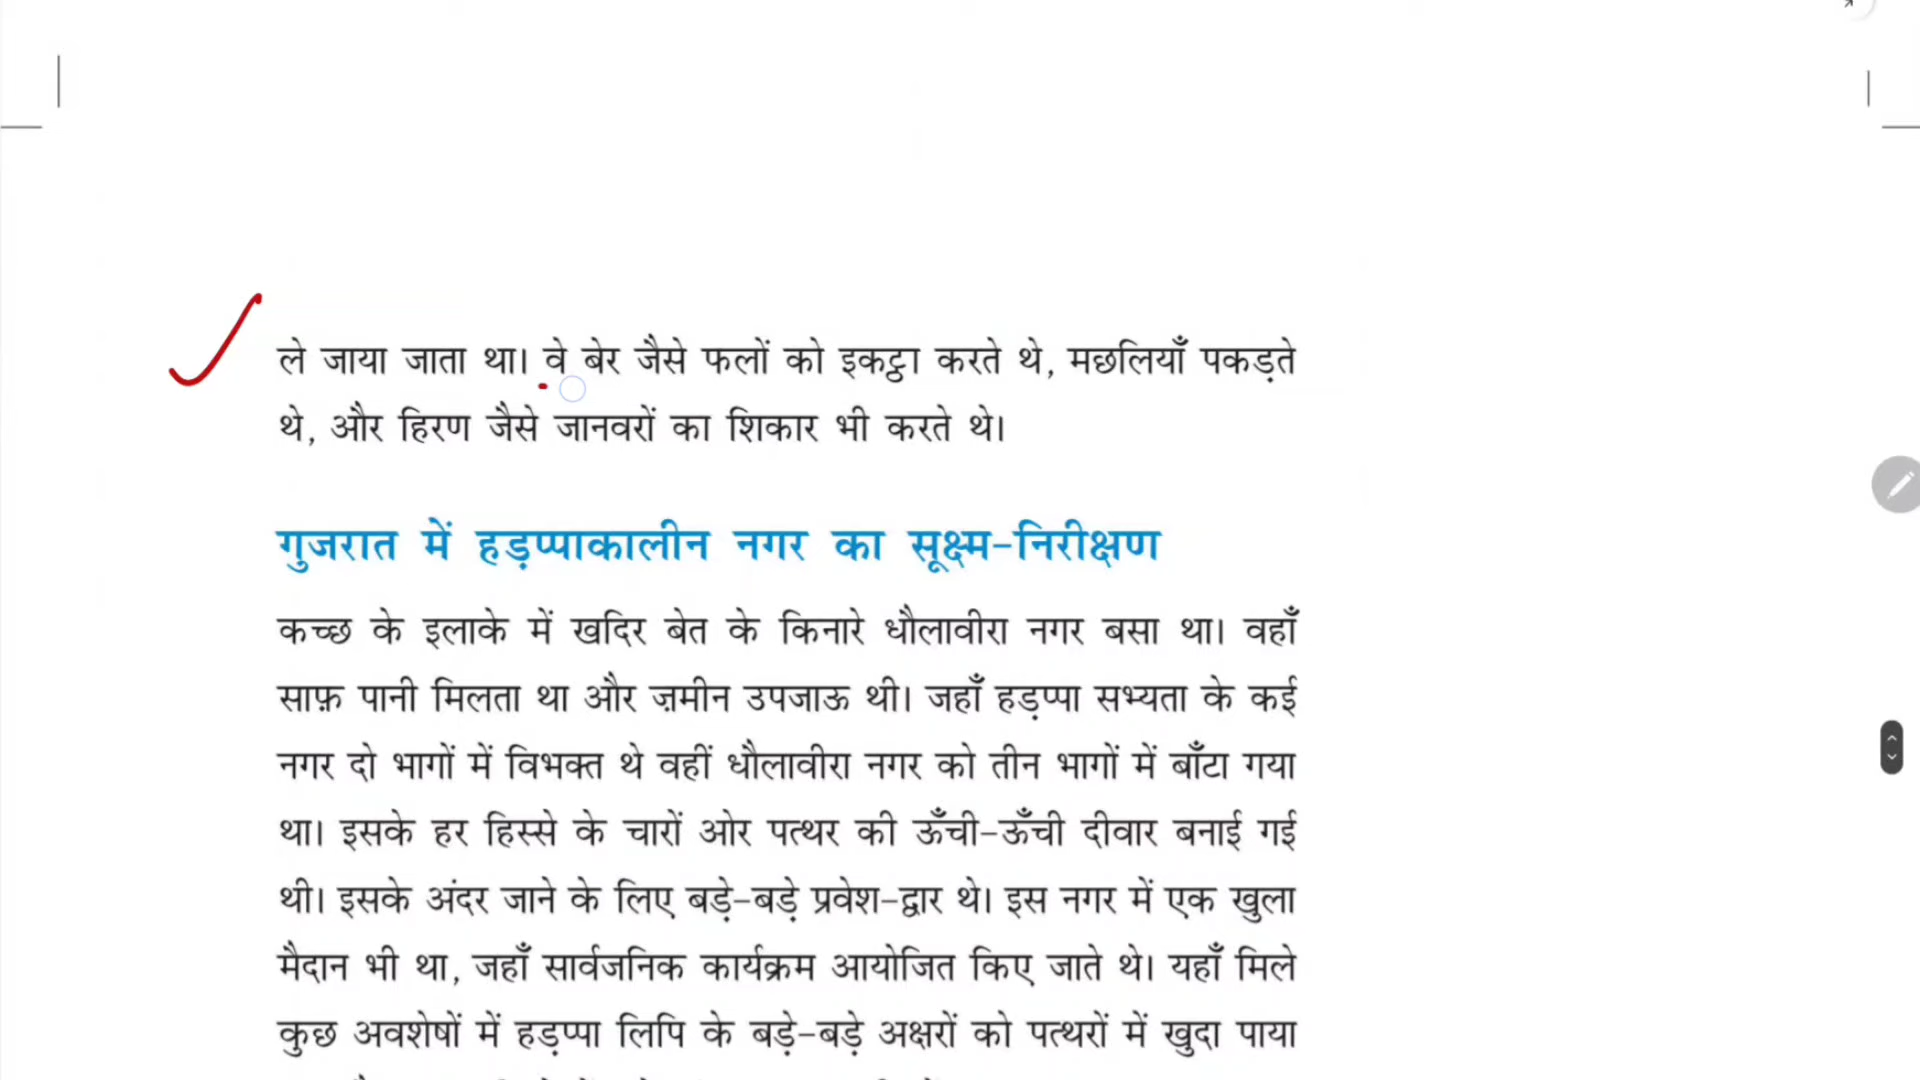 ले जाया जाता था। वे बेर जैसे फलों को इकट्ठा करते थे, मछलियाँ पकड़ते
थे, और हिरण जैसे जानवरों का शिकार भी करते थे।
गुजरात में हड़प्पाकालीन नगर का सूक्ष्म-निरीक्षण
कच्छ के इलाके में खदिर बेत के किनारे धौलावीरा नगर बसा था। वहाँ
साफ़ पानी मिलता था और ज़मीन उपजाऊ थी। जहाँ हड़प्पा सभ्यता के कई
नगर दो भागों में विभक्त थे वहीं धौलावीरा नगर को तीन भागों में बाँटा गया
था। इसके हर हिस्से के चारों ओर पत्थर की ऊँची-ऊँची दीवार बनाई गई
थी। इसके अंदर जाने के लिए बड़े-बड़े प्रवेश-द्वार थे। इस नगर में एक खुला
मैदान भी था, जहाँ सार्वजनिक कार्यक्रम आयोजित किए जाते थे। यहाँ मिले
कुछ अवशेषों में हड़प्पा लिपि के बड़े-बड़े अक्षरों को पत्थरों में खुदा पाया